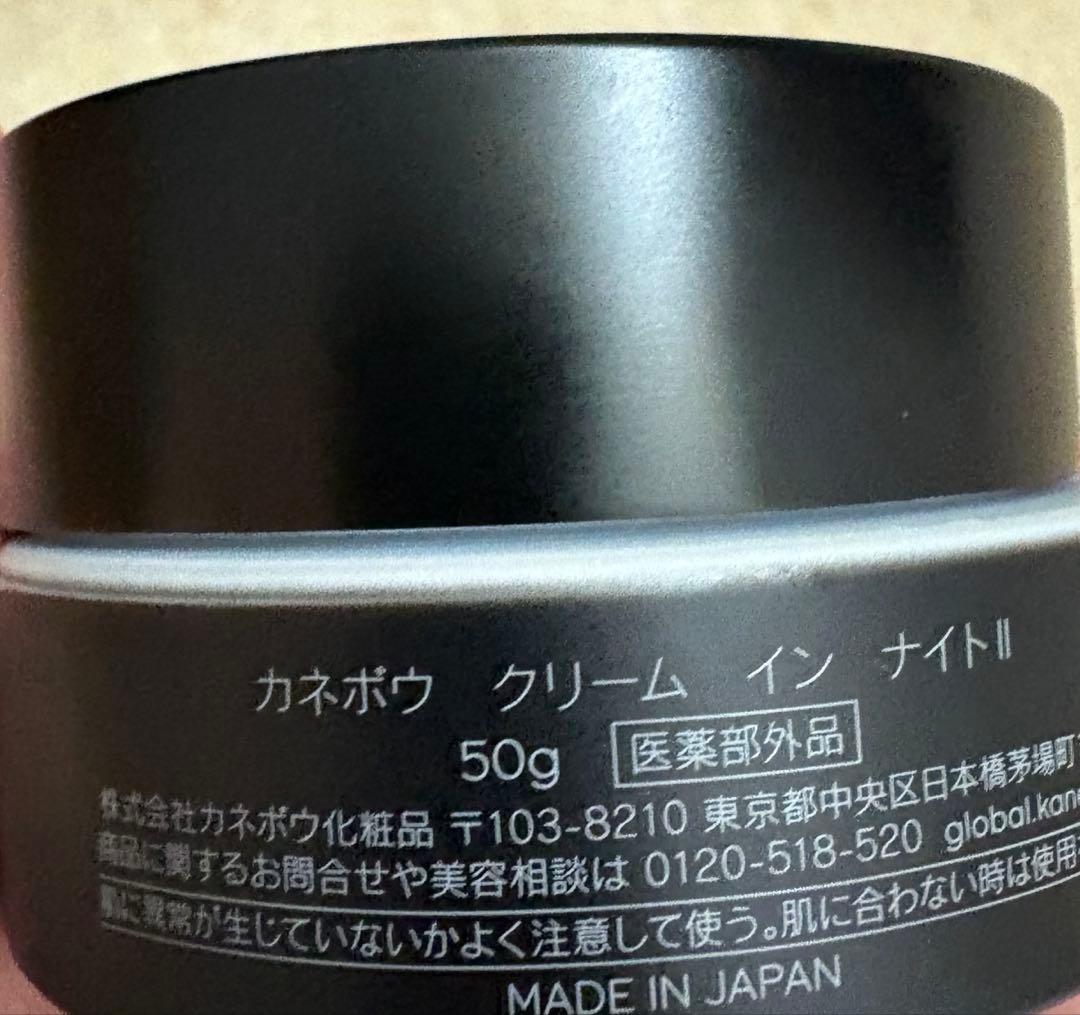 カネボウ クリーム イン ナイトⅡ
50g 医薬部外品
株式会社カネボウ化粧品 〒103-8210 東京都中央区日本橋茅場町
商品に関するお問合せや美容相談は 0120-518-520 global.kane
肌に異常が生じていないかよく注意して使う。肌に合わない時は使用
MADE IN JAPAN